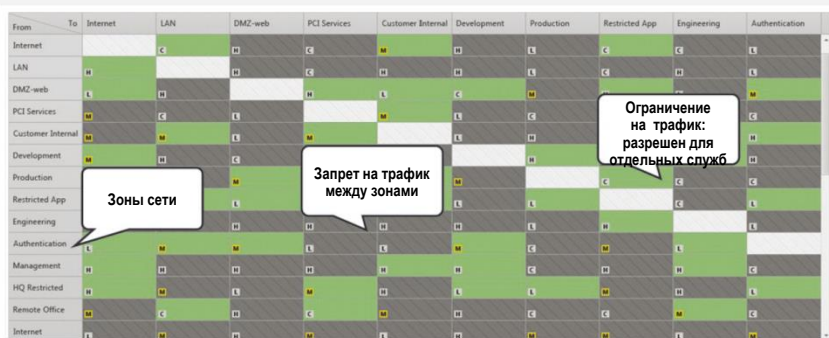 From To Internet LAN DMZ-web PCI Services Customer Internal Development Production Restricted App Engineering Authentication
Internet C H C M H L C C L
LAN H H C H H L C H L
DMZ-web L H H L C M M
PCI Services M C L M L C
Customer Internal M M L M L H H
Development M H C H H
Production M M C C C
Restricted App L L L C L
Engineering H H H H L H L
Authentication L M M L L M C M L
Management H H H H H H C H H C
HQ Restricted H M L M H L L M H L
Remote Office M C H C M H C C M C
Internet
Ограничение
на трафик:
разрешен для
отдельных служб
Запрет на трафик
между зонами
Зоны сети